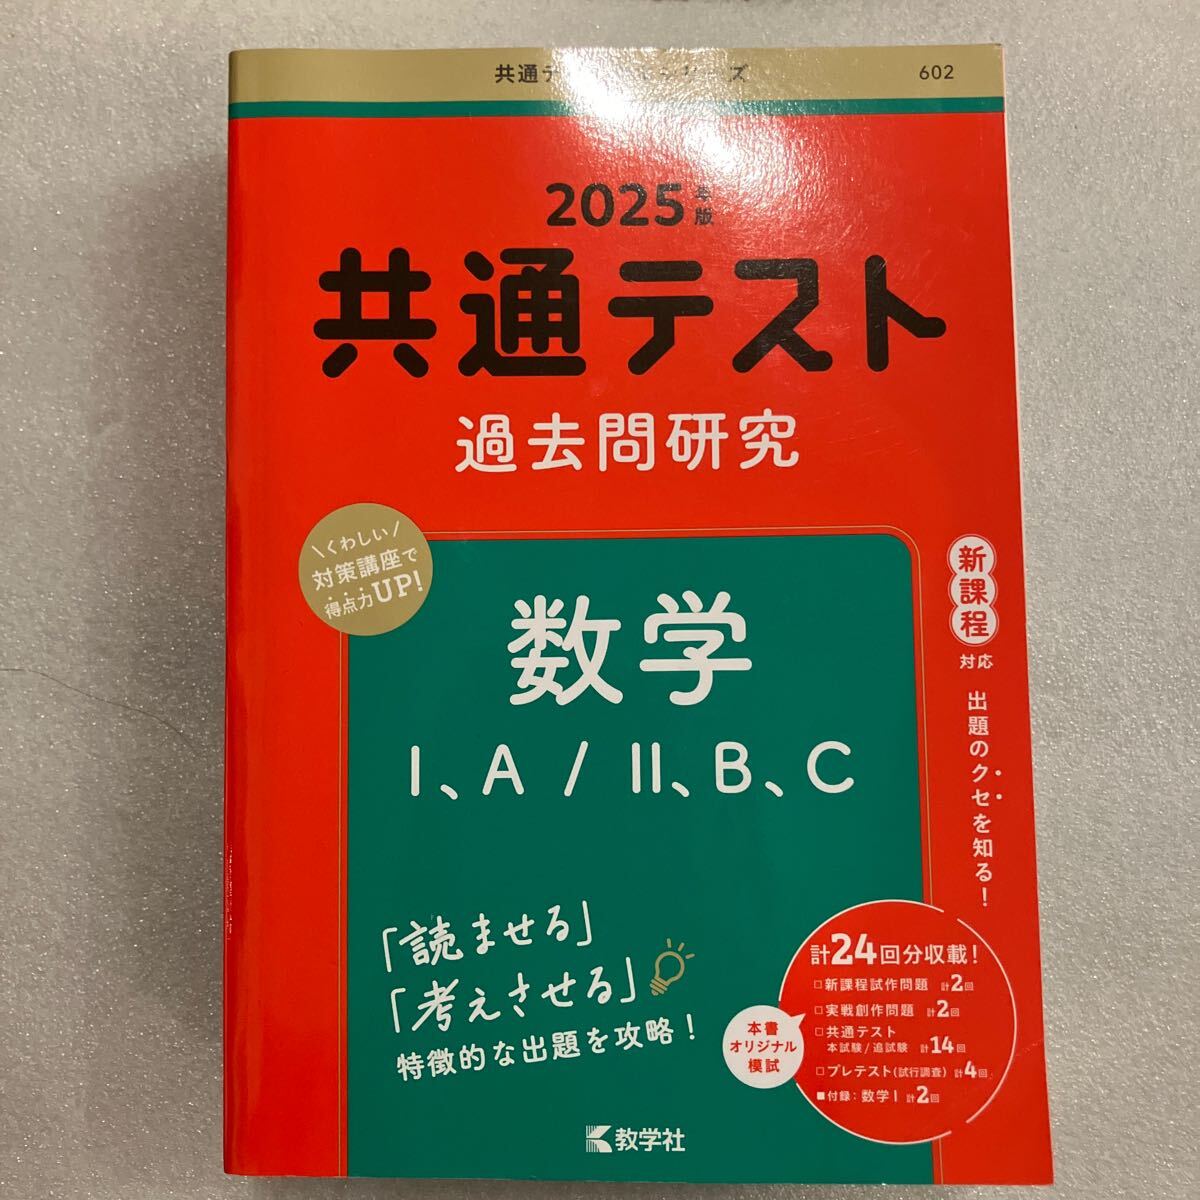 共通テ
リーズ
602
2025年版
共通テスト
過去問研究
\くわしい/
対策講座で
得点力UP!
数学
I、A / II、B、C
新課程
対応
出題のクセを知る!
「読ませる」
「考えさせる」
特徴的な出題を攻略!
計24回分収載!
□新課程試作問題 計2回
□実戦創作問題 計2回
□共通テスト
本試験/追試験 計14回
□プレテスト(試行調査) 計4回
■付録:数学I 計2回
本書
オリジナル
模試
教学社